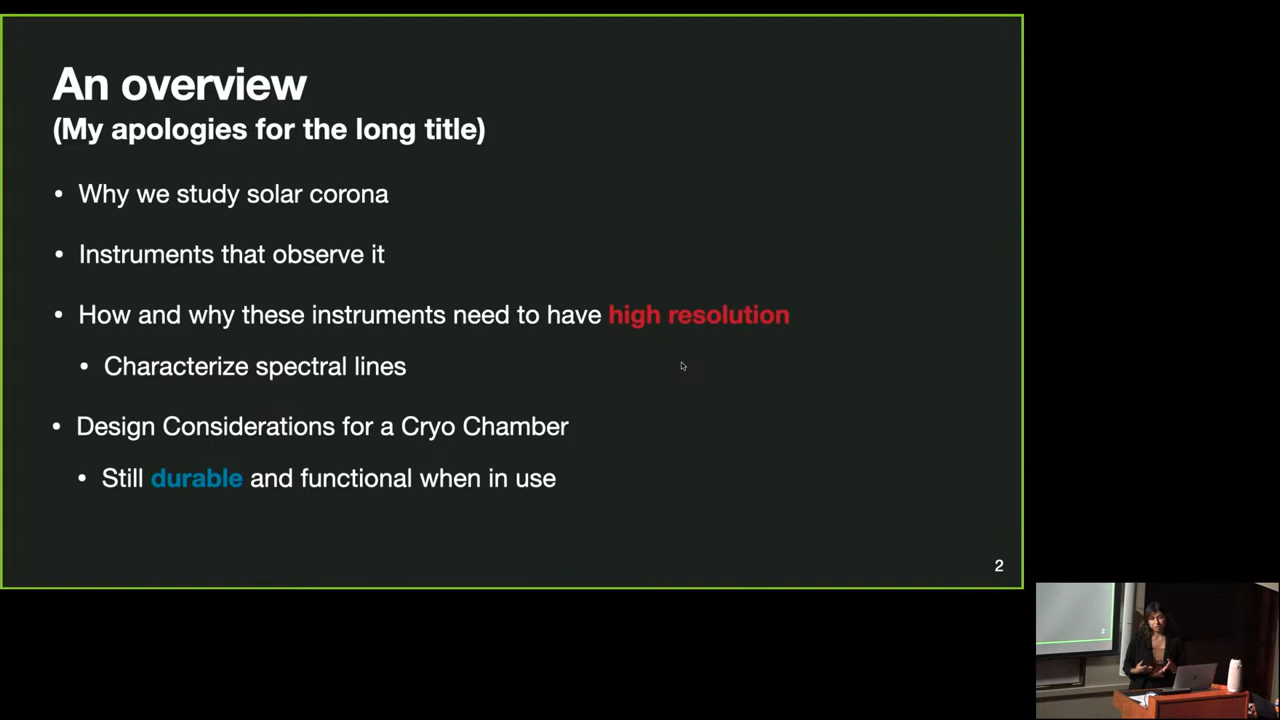 An overview
(My apologies for the long title)
• Why we study solar corona
• Instruments that observe it
• How and why these instruments need to have high resolution
• Characterize spectral lines
• Design Considerations for a Cryo Chamber
• Still durable and functional when in use
2
2